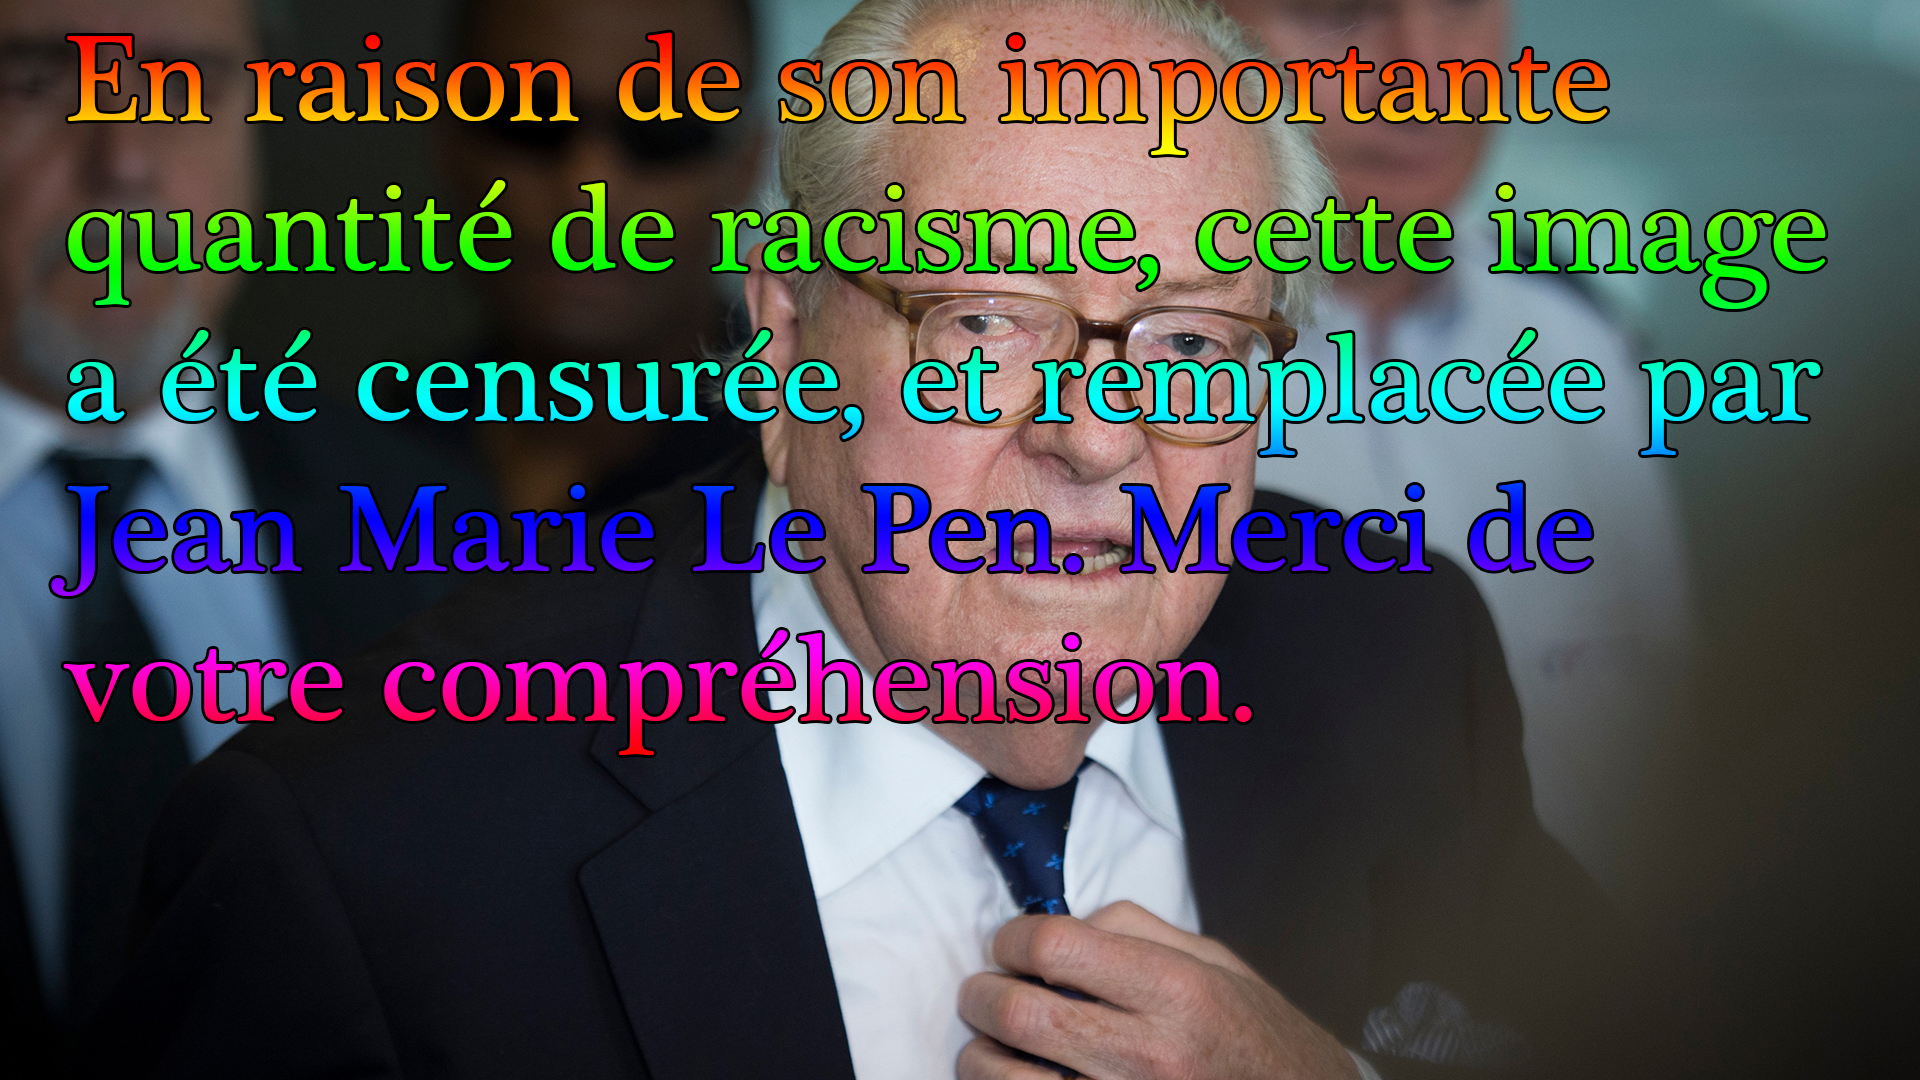 En raison de son importante
quantité de racisme, cette image
a été censurée, et remplacée par
Jean Marie Le Pen. Merci de
votre compréhension.